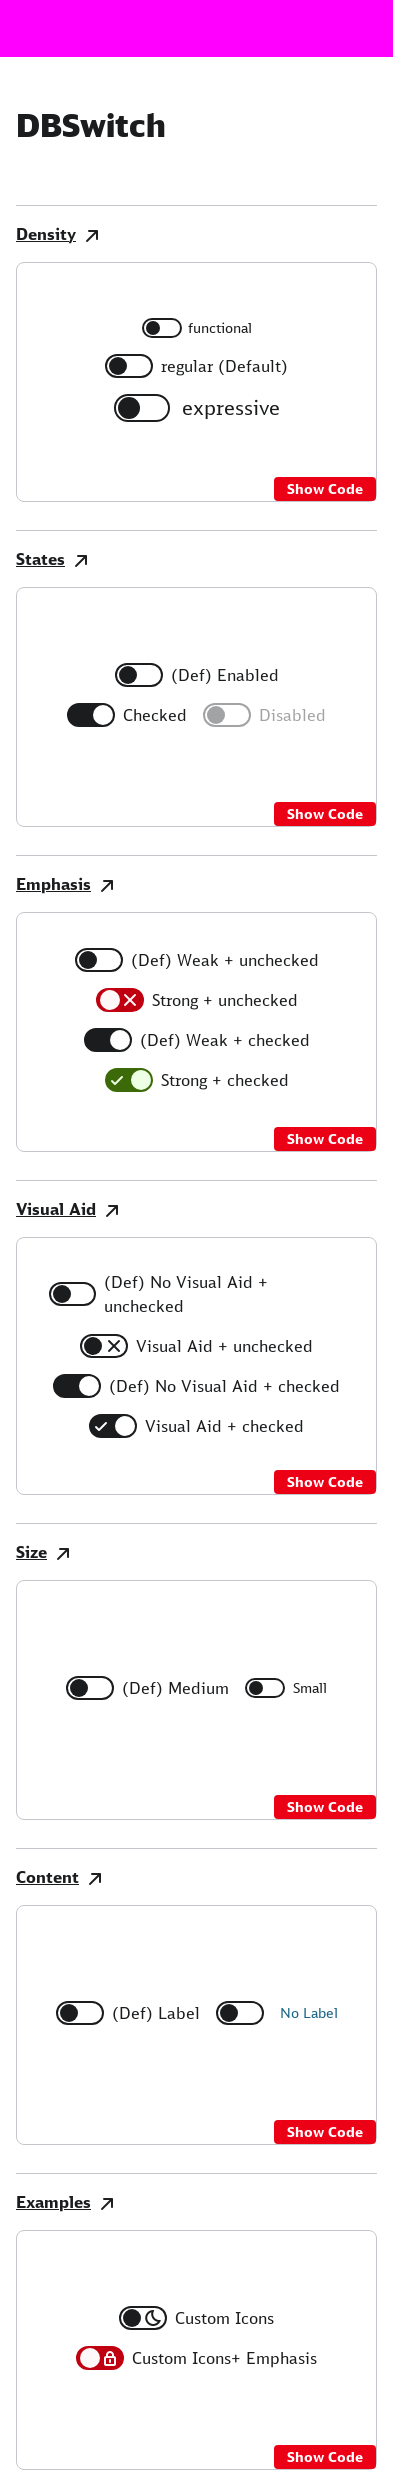 DBSwitch
Density
functional
regular (Default)
expressive
Show Code
States
(Def) Enabled
Checked Disabled
Show Code
Emphasis
(Def) Weak + unchecked
Strong + unchecked
(Def) Weak + checked
Strong + checked
Show Code
Visual Aid
(Def) No Visual Aid +
unchecked
Visual Aid + unchecked
(Def) No Visual Aid + checked
Visual Aid + checked
Show Code
Size
(Def) Medium Small
Show Code
Content
(Def) Label No Label
Show Code
Examples
Custom Icons
Custom Icons+ Emphasis
Show Code